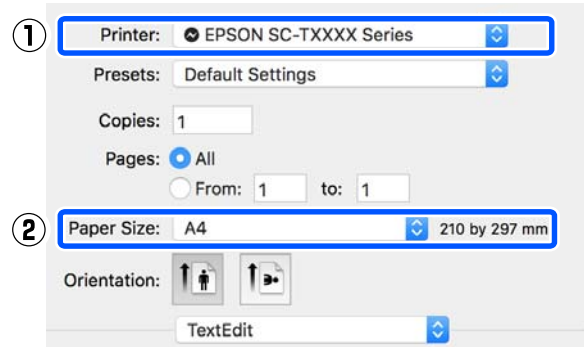 ① Printer: EPSON SC-TXXXX Series
Presets: Default Settings
Copies: 1
Pages: All
From: 1 to: 1
② Paper Size: A4 210 by 297 mm
Orientation:
TextEdit